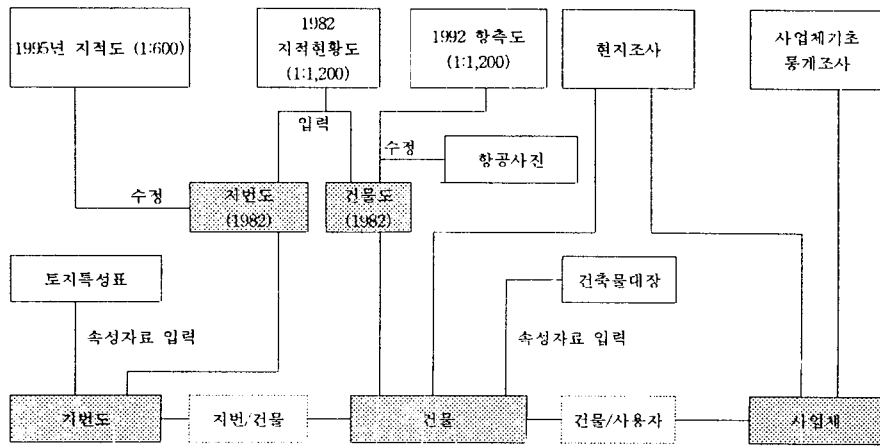 1995년 지적도 (1:600)
1982
지적현황도
(1:1,200)
1992 항측도
(1:1,200)
현지조사
사업체기초
통계조사
입력
수정
항공사진
수정
지번도
(1982)
건물도
(1982)
토지특성표
건축물대장
속성자료 입력
속성자료 입력
지번도
지번/건물
건물
건물/사용자
사업체